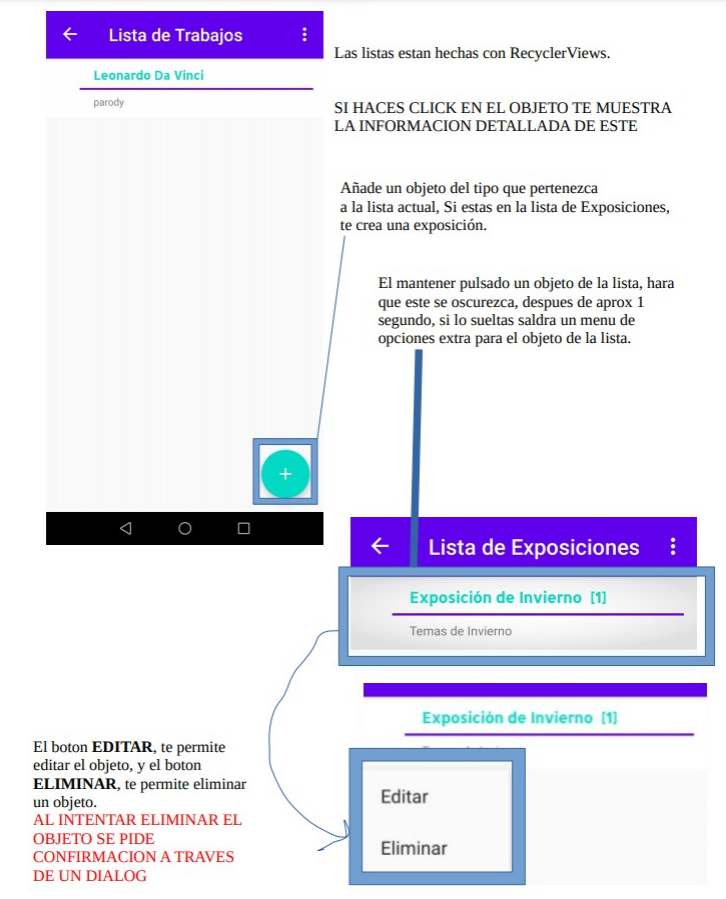 Lista de Trabajos
Leonardo Da Vinci
parody
Las listas estan hechas con RecyclerViews.
SI HACES CLICK EN EL OBJETO TE MUESTRA
LA INFORMACION DETALLADA DE ESTE
Añade un objeto del tipo que pertenezca
a la lista actual, Si estas en la lista de Exposiciones,
te crea una exposición.
El mantener pulsado un objeto de la lista, hara
que este se oscurezca, despues de aprox 1
segundo, si lo sueltas saldra un menu de
opciones extra para el objeto de la lista.
+
Lista de Exposiciones
Exposición de Invierno [1]
Temas de Invierno
Exposición de Invierno [1]
Editar
Eliminar
El boton EDITAR, te permite
editar el objeto, y el boton
ELIMINAR, te permite eliminar
un objeto.
AL INTENTAR ELIMINAR EL
OBJETO SE PIDE
CONFIRMACION A TRAVES
DE UN DIALOG